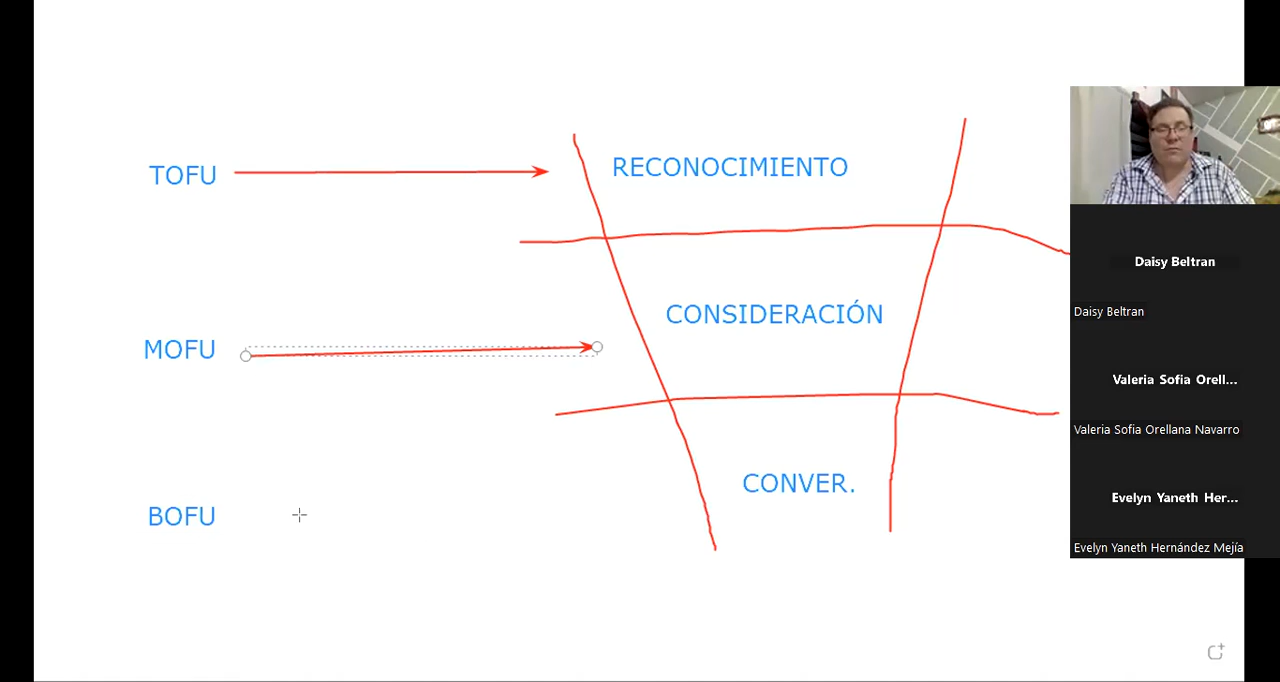 TOFU
RECONOCIMIENTO
MOFU
CONSIDERACIÓN
BOFU
CONVER.
Daisy Beltran
Daisy Beltran
Valeria Sofia Orell...
Valeria Sofia Orellana Navarro
Evelyn Yaneth Her...
Evelyn Yaneth Hernández Mejía